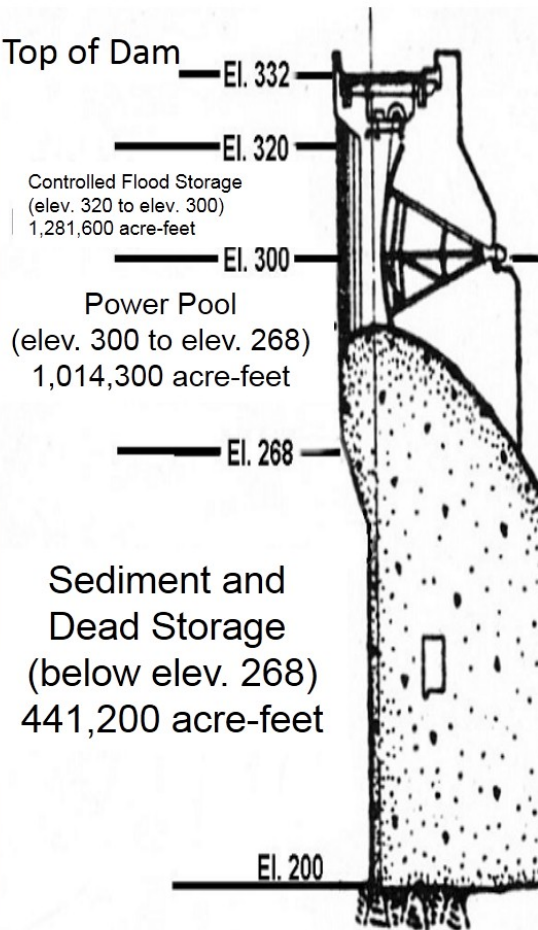 Top of Dam
El. 332
El. 320
Controlled Flood Storage
(elev. 320 to elev. 300)
1,281,600 acre-feet
El. 300
Power Pool
(elev. 300 to elev. 268)
1,014,300 acre-feet
El. 268
Sediment and
Dead Storage
(below elev. 268)
441,200 acre-feet
El. 200